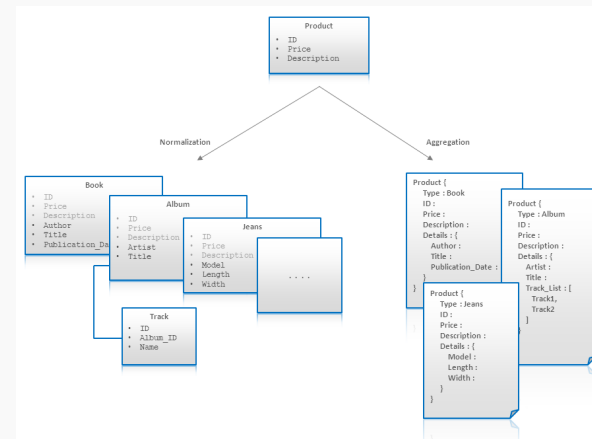 Product
• ID
• Price
• Description
Normalization
Aggregation
Book
• ID
• Price
• Description
• Author
• Title
• Publication_Da
Album
• ID
• Price
• Description
• Artist
• Title
Jeans
• ID
• Price
• Description
• Model
• Length
• Width
. . . .
Track
• ID
• Album_ID
• Name
Product {
Type : Book
ID :
Price :
Description :
Details : {
Author :
Title :
Publication_Date :
}
}
Product {
Type : Album
ID :
Price :
Description :
Details : {
Artist :
Title :
Track_List : [
Track1,
Track2
]
}
Product {
Type : Jeans
ID :
Price :
Description :
Details : {
Model :
Length :
Width :
}
}